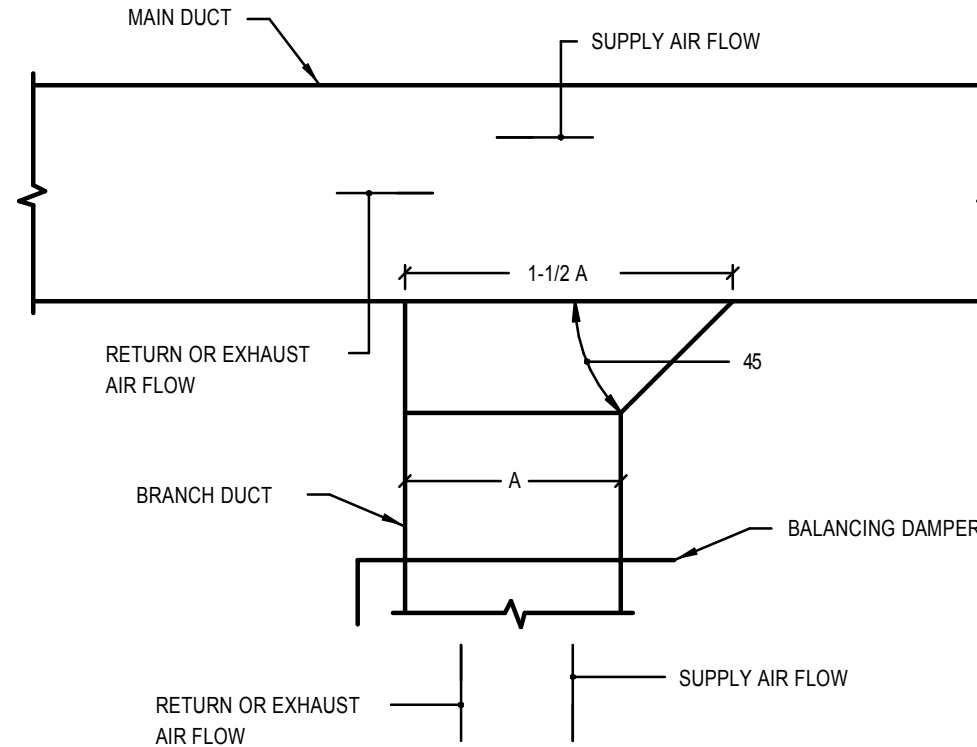 MAIN DUCT
SUPPLY AIR FLOW
1-1/2 A
RETURN OR EXHAUST
AIR FLOW
45
A
BRANCH DUCT
BALANCING DAMPER
SUPPLY AIR FLOW
RETURN OR EXHAUST
AIR FLOW